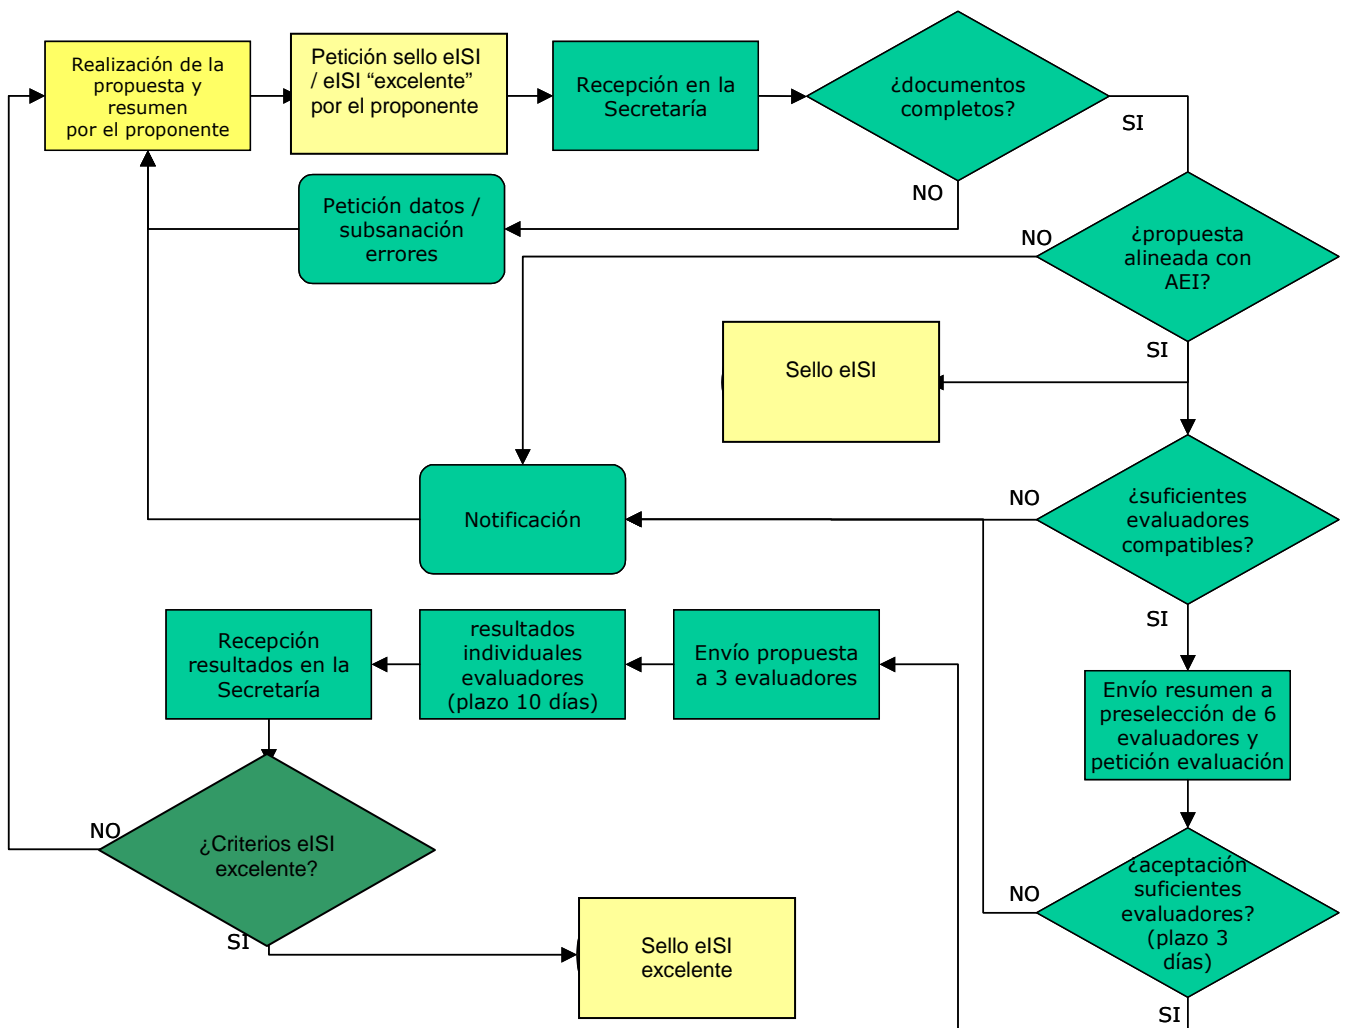 Realización de la
propuesta y
resumen
por el proponente
Petición sello eISI
/ eISI “excelente”
por el proponente
Recepción en la
Secretaría
¿documentos
completos?
SI
NO
Petición datos /
subsanación
errores
NO
¿propuesta
alineada con
AEI?
SI
Sello eISI
Notificación
NO
¿suficientes
evaluadores
compatibles?
SI
Recepción
resultados en la
Secretaría
resultados
individuales
evaluadores
(plazo 10 días)
Envío propuesta
a 3 evaluadores
Envío resumen a
preselección de 6
evaluadores y
petición evaluación
NO
¿Criterios eISI
excelente?
SI
NO
¿aceptación
suficientes
evaluadores?
(plazo 3
días)
SI
Sello eISI
excelente